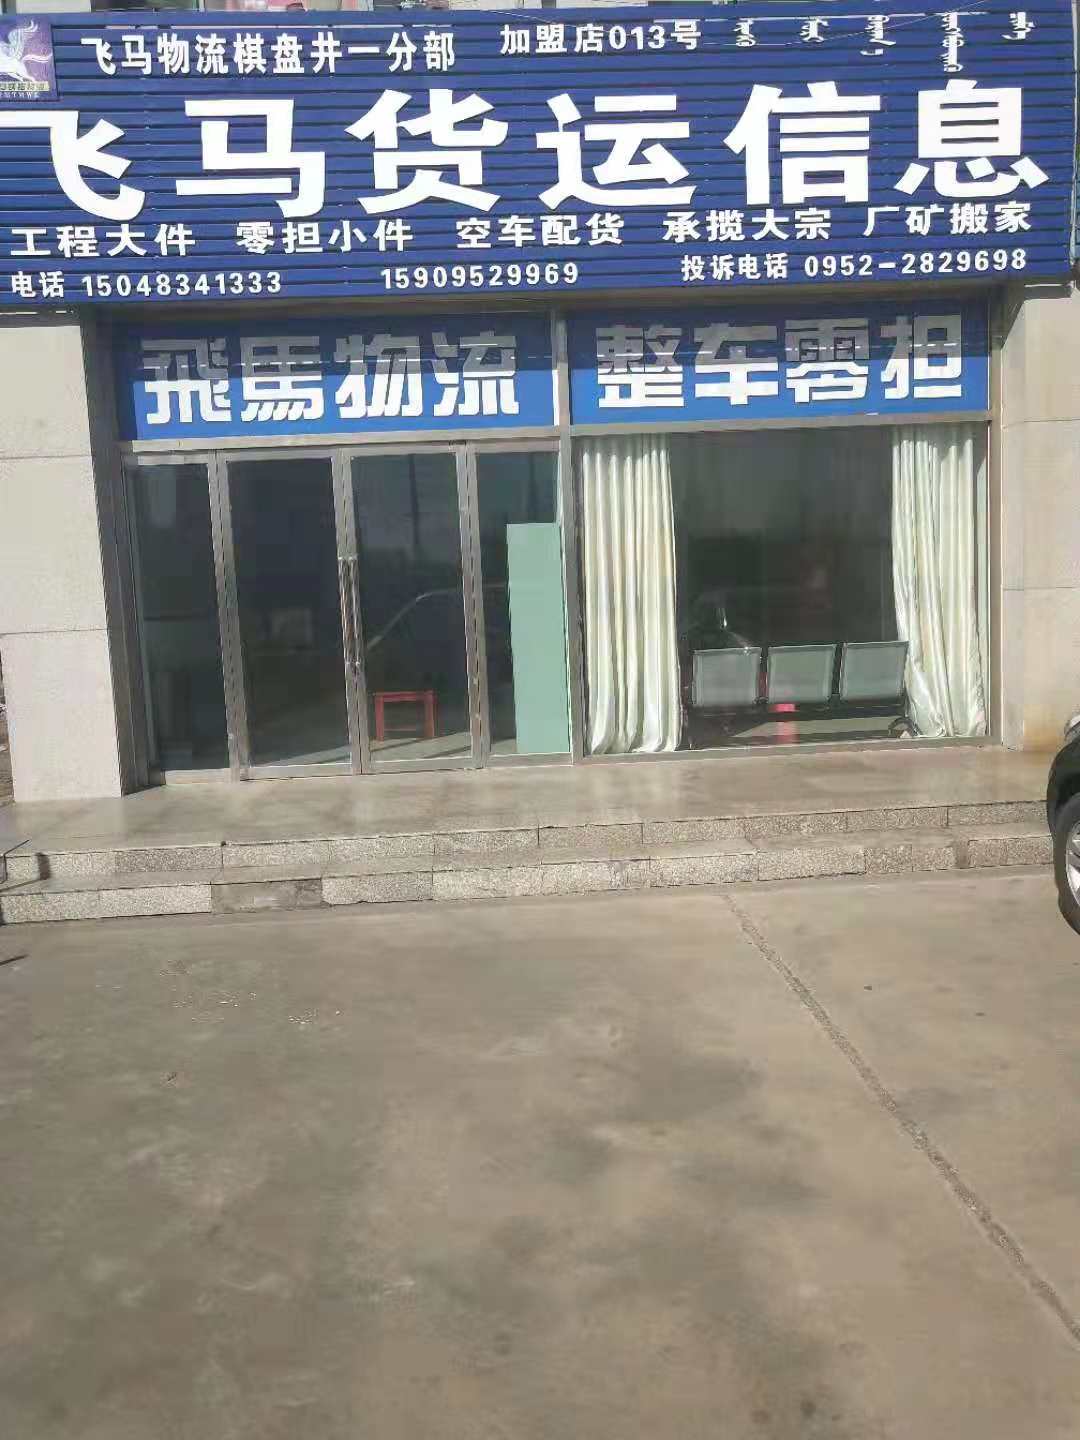 飞马物流棋盘井一分部 加盟店013号
飞马货运信息
工程大件 零担小件 空车配货 承揽大宗 厂矿搬家
电话 15048341333 15909529969 投诉电话 0952-2829698
飛馬物流 整车零担